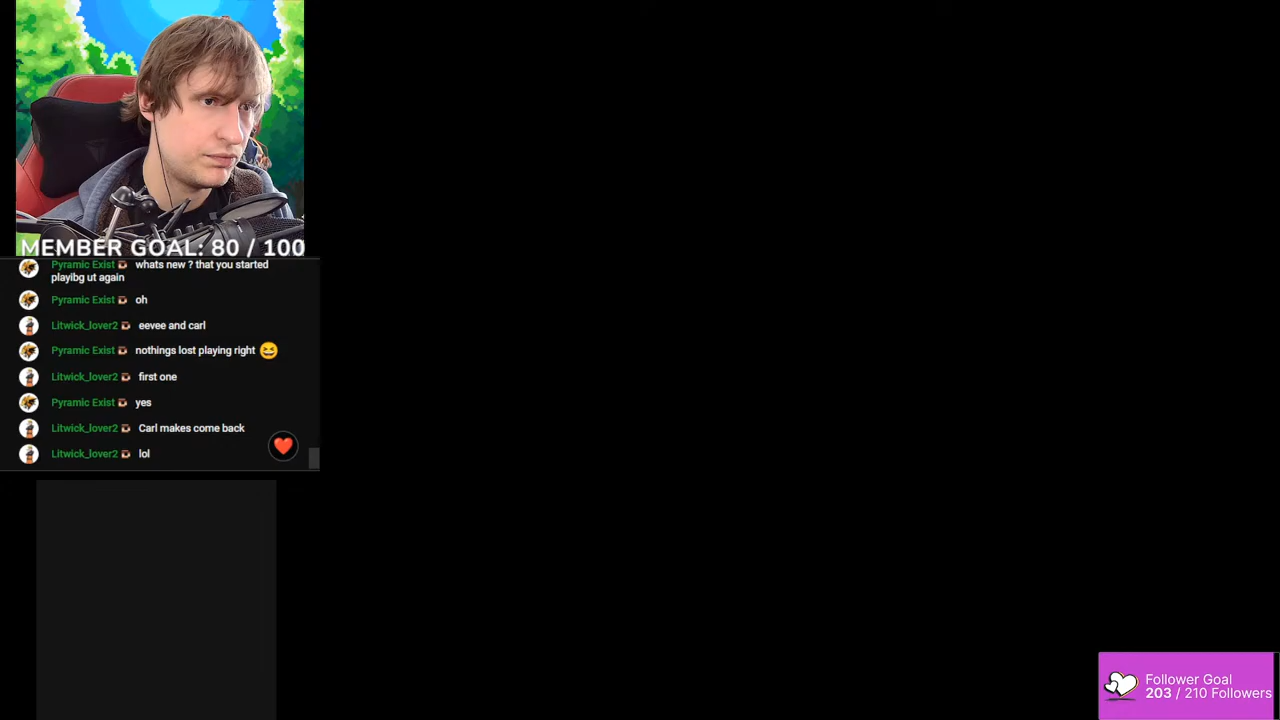 MEMBER GOAL: 80 / 100
Pyramic Exist whats new ? that you started
playibg ut again
Pyramic Exist oh
Litwick_lover2 eevee and carl
Pyramic Exist nothings lost playing right 😆
Litwick_lover2 first one
Pyramic Exist yes
Litwick_lover2 Carl makes come back
Litwick_lover2 lol
Follower Goal
203 / 210 Followers